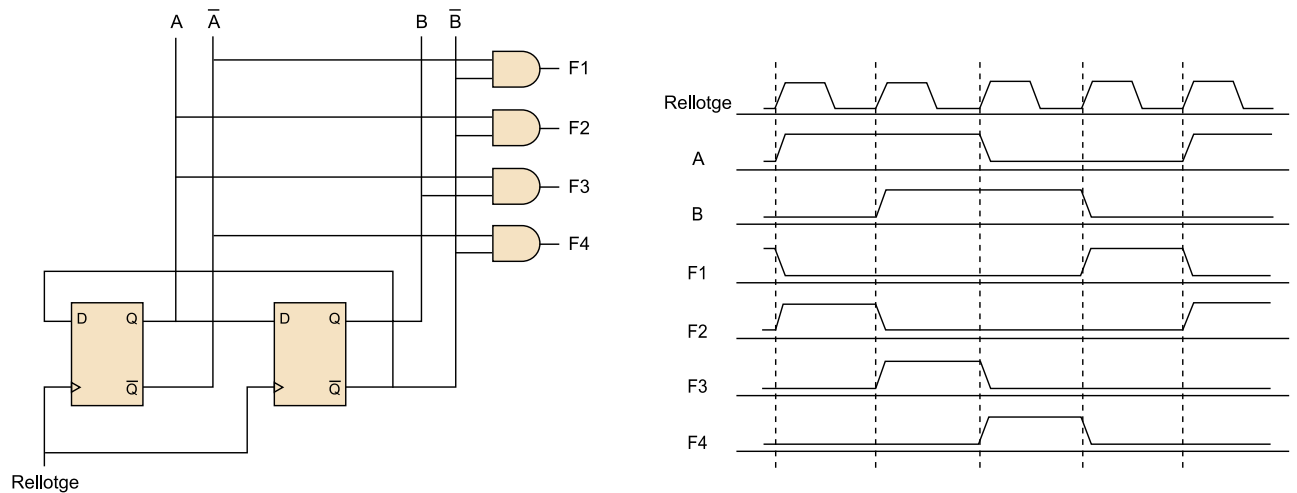 A A̅ B B̅
F1
F2
F3
F4
D Q
Q̅
D Q
Q̅
Rellotge
Rellotge
A
B
F1
F2
F3
F4